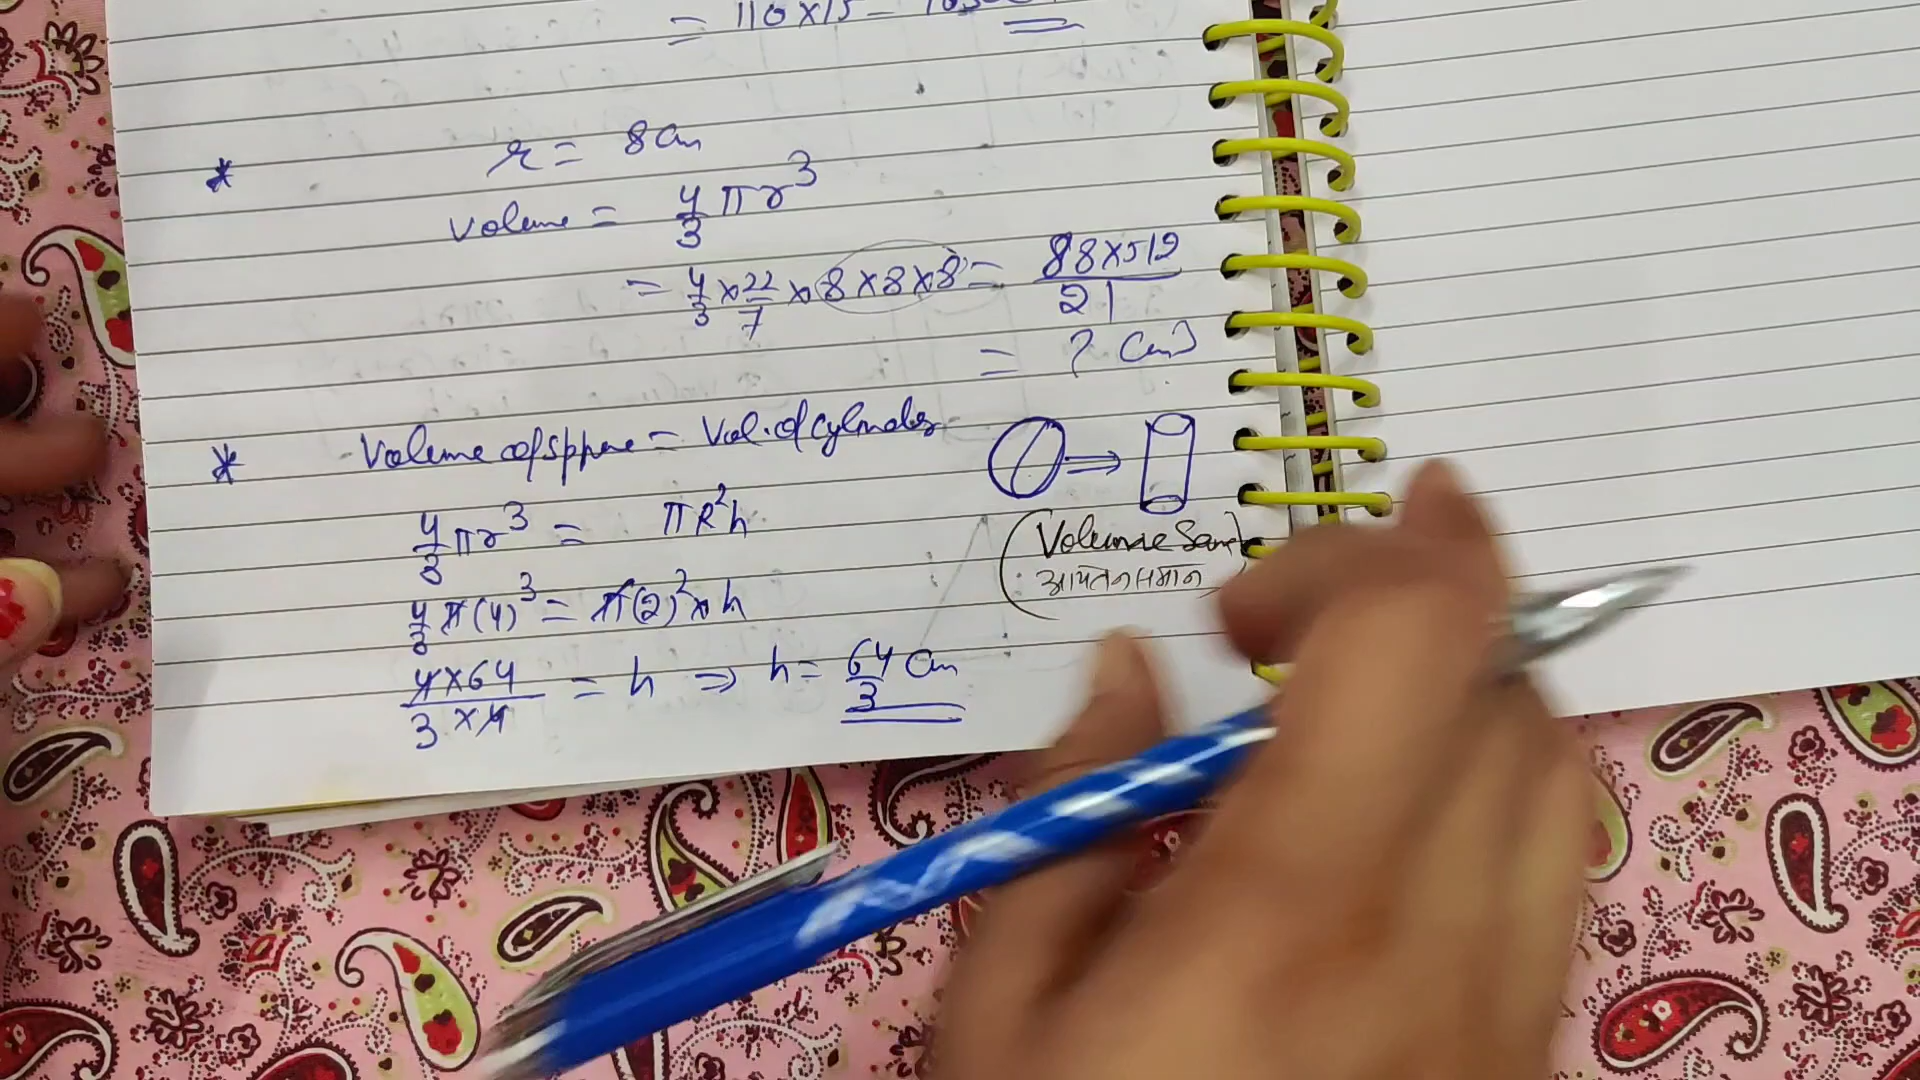 = 110 × 15 =
* r = 8 cm
Volume = 4/3 π r³
= 4/3 × 22/7 × 8 × 8 × 8 = 88 × 512 / 21
= ? cm³
* Volume of sphere = Vol. of cylinder
4/3 π r³ = π R² h
4/3 π (4)³ = π (2)² × h
4 × 64 / 3 × 4 = h ⇒ h = 64/3 cm
(Volume Same)
आयतन समान